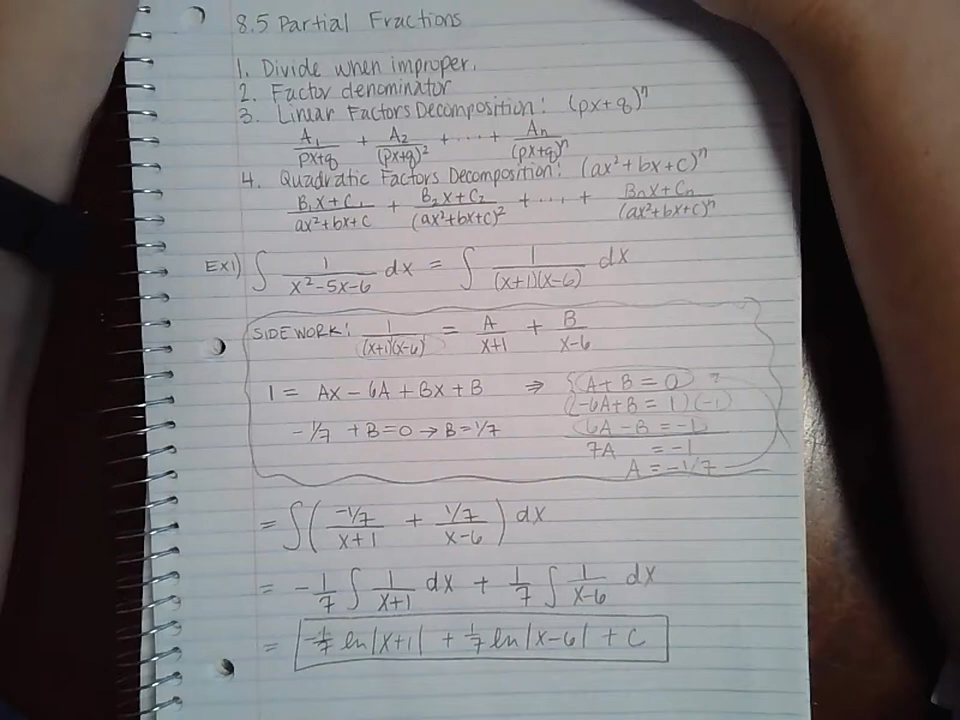 8.5 Partial Fractions
1. Divide when improper.
2. Factor denominator
3. Linear Factors Decomposition: (px+q)^n
A₁/(px+q) + A₂/(px+q)² + ... + Aₙ/(px+q)^n
4. Quadratic Factors Decomposition: (ax²+bx+c)^n
(B₁x+C₁)/(ax²+bx+c) + (B₂x+C₂)/(ax²+bx+c)² + ... + (Bₙx+Cₙ)/(ax²+bx+c)^n
EX1) ∫ 1/(x²-5x-6) dx = ∫ 1/((x+1)(x-6)) dx
SIDEWORK: 1/((x+1)(x-6)) = A/(x+1) + B/(x-6)
1 = Ax - 6A + Bx + B ⇒ { A+B = 0
(-6A+B = 1)(-1)
6A - B = -1
-1/7 + B = 0 → B = 1/7
7A = -1
A = -1/7
= ∫( (-1/7)/(x+1) + (1/7)/(x-6) ) dx
= -1/7 ∫ 1/(x+1) dx + 1/7 ∫ 1/(x-6) dx
= -1/7 ln|x+1| + 1/7 ln|x-6| + C